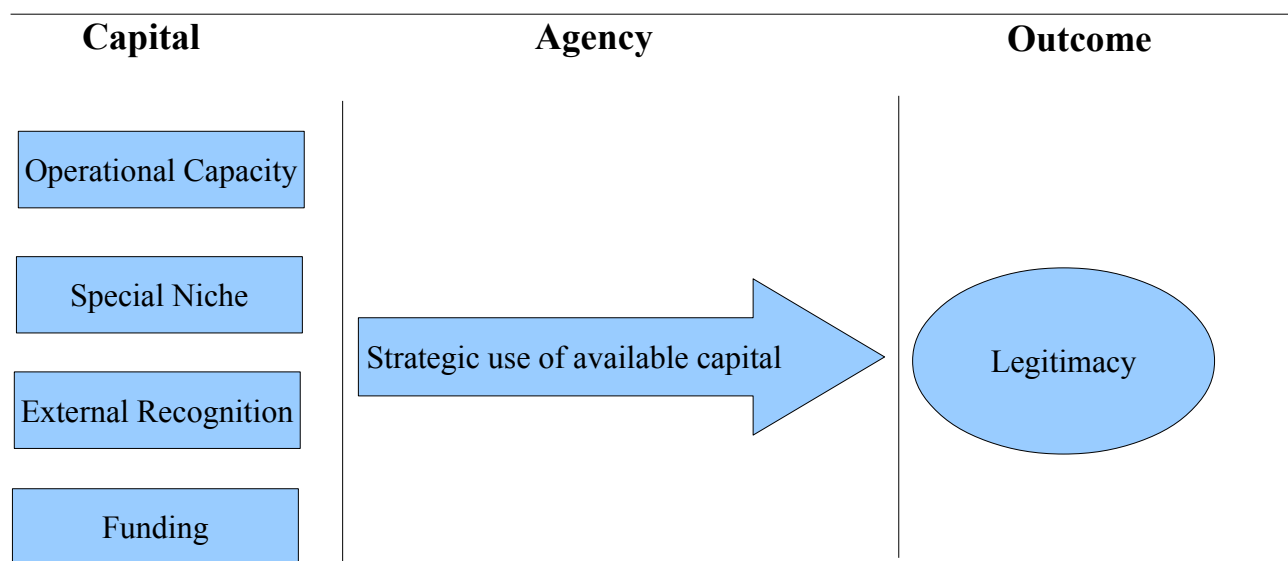 Capital
Agency
Outcome
Operational Capacity
Special Niche
External Recognition
Funding
Strategic use of available capital
Legitimacy